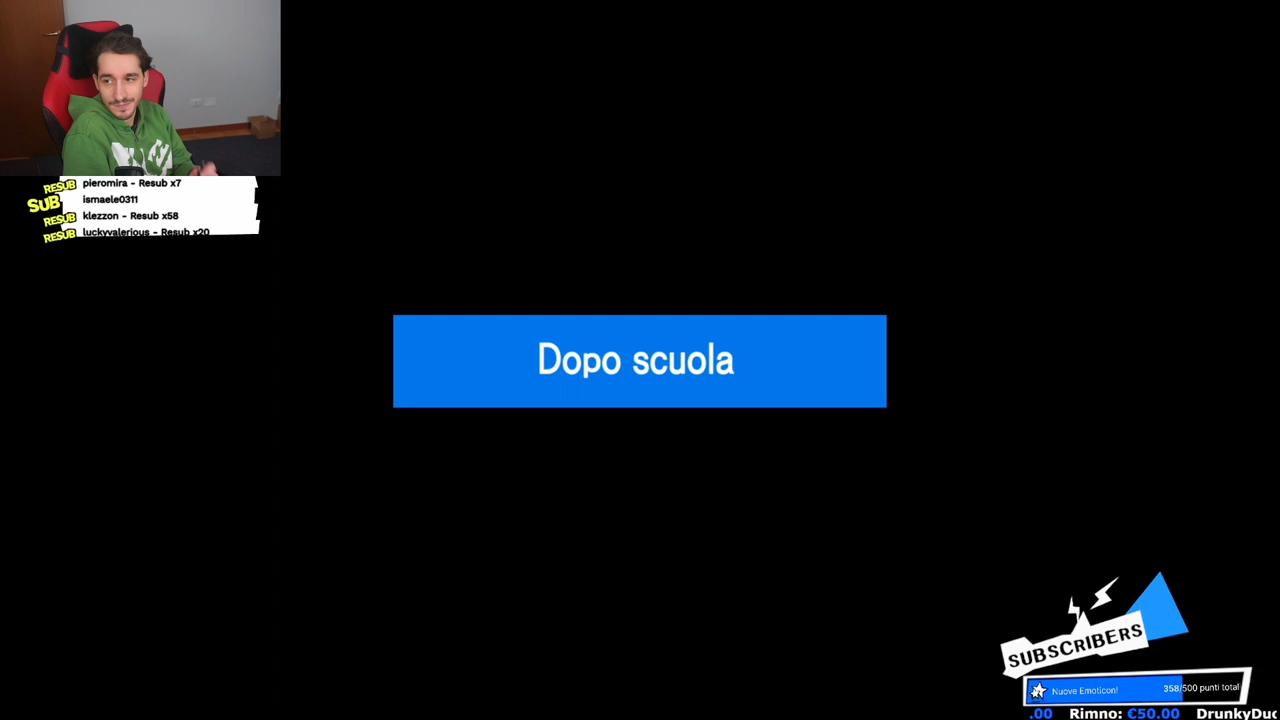 RESUB pieromira - Resub x7
SUB ismaele0311
RESUB klezzon - Resub x58
RESUB luckyvalerious - Resub x20
Dopo scuola
SUBSCRIBERS
Nuove Emoticon! 358/500 punti total
.00 Rimno: €50.00 DrunkyDuc